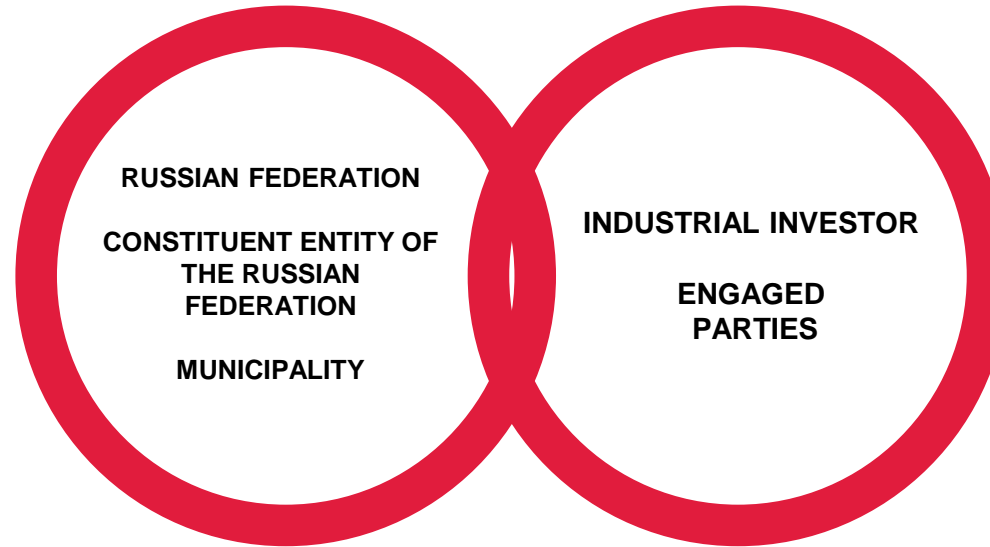 RUSSIAN FEDERATION
CONSTITUENT ENTITY OF
THE RUSSIAN
FEDERATION
MUNICIPALITY
INDUSTRIAL INVESTOR
ENGAGED
PARTIES